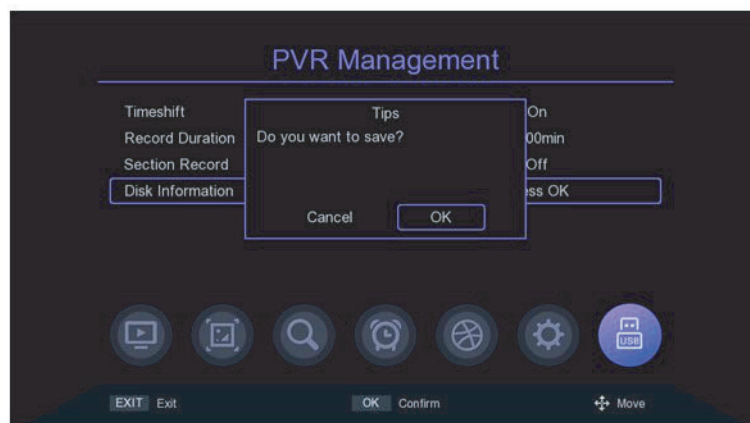 PVR Management
Timeshift
On
Tips
Record Duration
Do you want to save?
00min
Section Record
Off
Disk Information
ess OK
Cancel
OK
USB
EXIT Exit
OK Confirm
Move